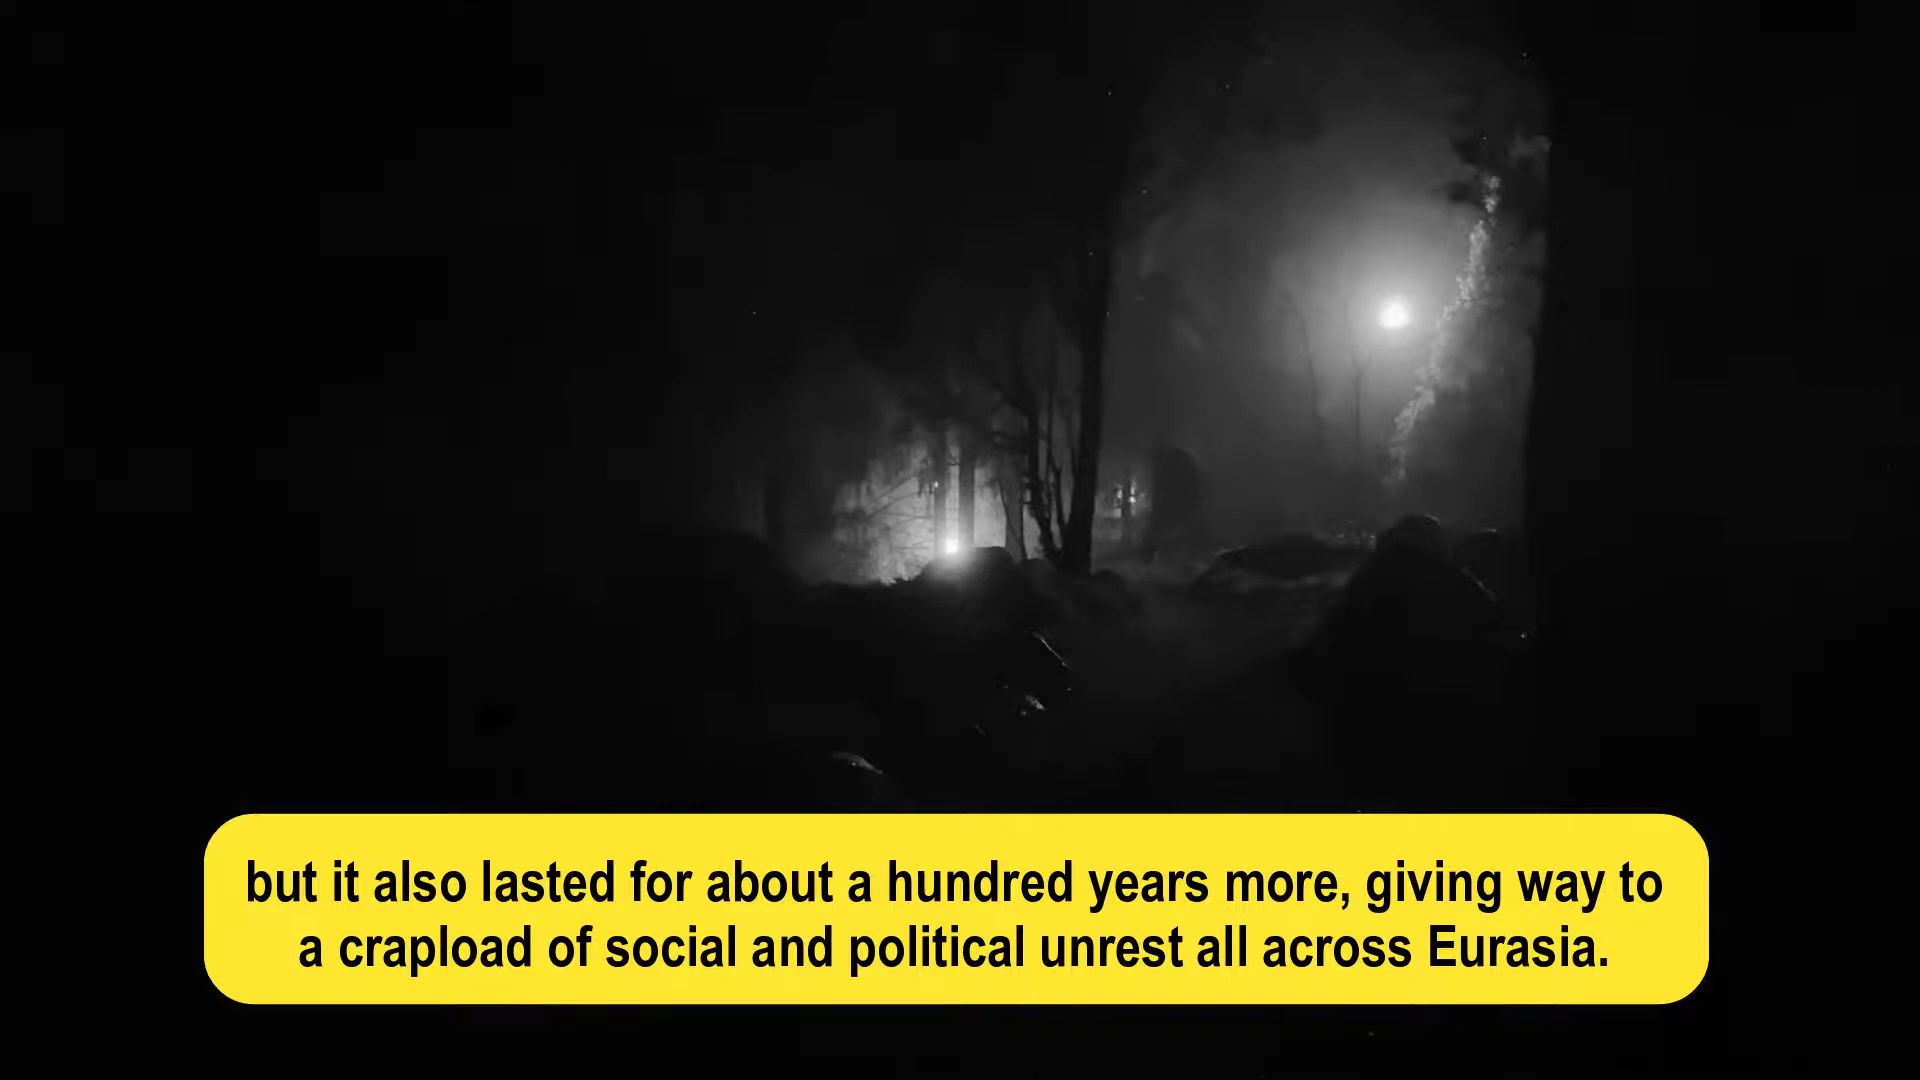 but it also lasted for about a hundred years more, giving way to
a crapload of social and political unrest all across Eurasia.